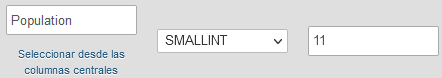 Population
SMALLINT
11
Seleccionar desde las
columnas centrales